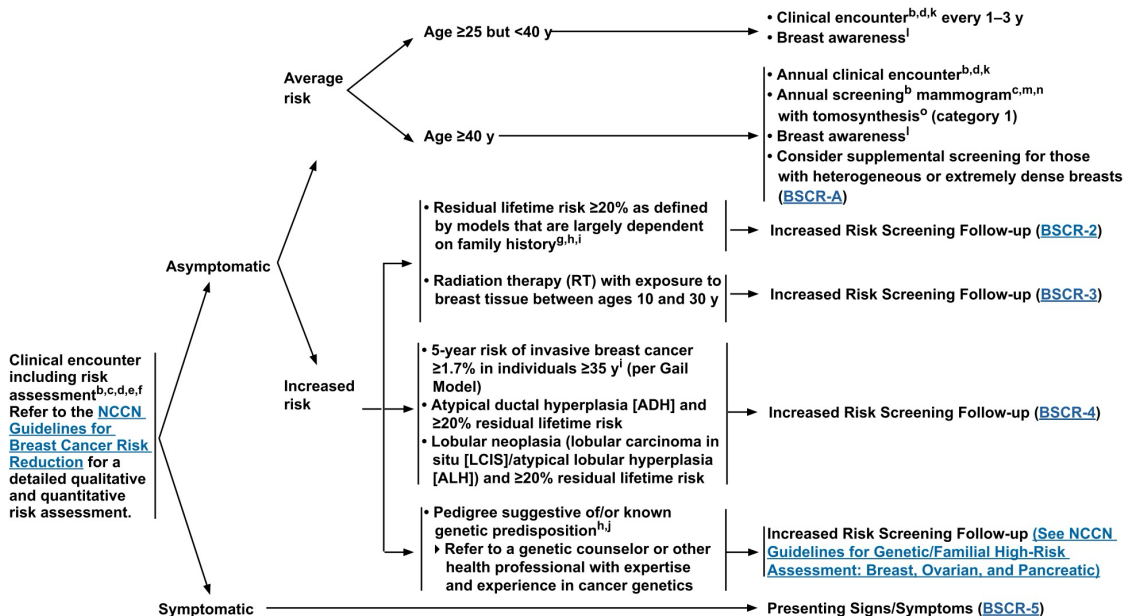 Clinical encounter
including risk
assessmentb,c,d,e,f
Refer to the NCCN
Guidelines for
Breast Cancer Risk
Reduction for a
detailed qualitative
and quantitative
risk assessment.
Asymptomatic
Average
risk
Age ≥25 but <40 y
• Clinical encounterb,d,k every 1–3 y
• Breast awarenessl
Age ≥40 y
• Annual clinical encounterb,d,k
• Annual screeningb mammogramc,m,n
with tomosynthesiso (category 1)
• Breast awarenessl
• Consider supplemental screening for those
with heterogeneous or extremely dense breasts
(BSCR-A)
Increased
risk
• Residual lifetime risk ≥20% as defined
by models that are largely dependent
on family historyg,h,i
Increased Risk Screening Follow-up (BSCR-2)
• Radiation therapy (RT) with exposure to
breast tissue between ages 10 and 30 y
Increased Risk Screening Follow-up (BSCR-3)
• 5-year risk of invasive breast cancer
≥1.7% in individuals ≥35 yi (per Gail
Model)
• Atypical ductal hyperplasia [ADH] and
≥20% residual lifetime risk
• Lobular neoplasia (lobular carcinoma in
situ [LCIS]/atypical lobular hyperplasia
[ALH]) and ≥20% residual lifetime risk
Increased Risk Screening Follow-up (BSCR-4)
• Pedigree suggestive of/or known
genetic predispositionh,j
▸ Refer to a genetic counselor or other
health professional with expertise
and experience in cancer genetics
Increased Risk Screening Follow-up (See NCCN
Guidelines for Genetic/Familial High-Risk
Assessment: Breast, Ovarian, and Pancreatic)
Symptomatic
Presenting Signs/Symptoms (BSCR-5)